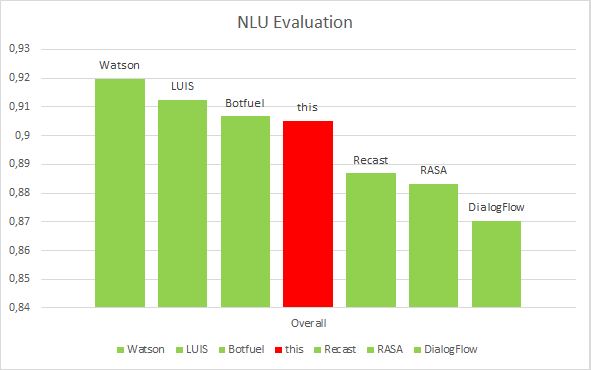 NLU Evaluation
0,93
0,92
0,91
0,9
0,89
0,88
0,87
0,86
0,85
0,84
Watson
LUIS
Botfuel
this
Recast
RASA
DialogFlow
Overall
Watson LUIS Botfuel this Recast RASA DialogFlow